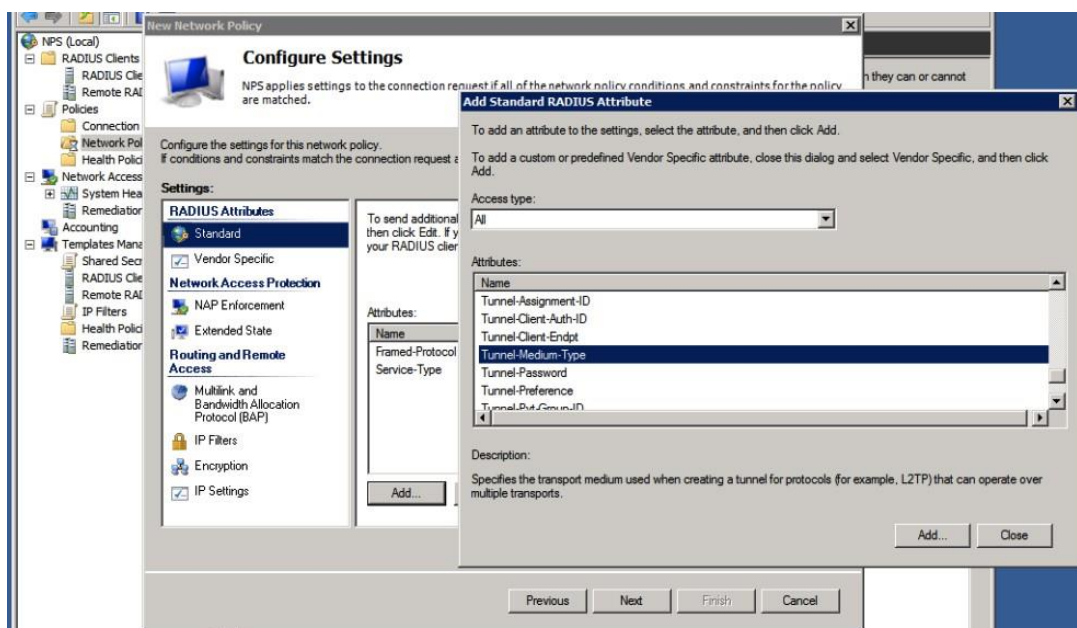 New Network Policy
NPS (Local)
RADIUS Clients
RADIUS Clie
Remote RAD
Policies
Connection
Network Pol
Health Polici
Network Access
System Hea
Remediation
Accounting
Templates Mana
Shared Secr
RADIUS Clie
Remote RAD
IP Filters
Health Polici
Remediation
Configure Settings
NPS applies settings to the connection request if all of the network policy conditions and constraints for the policy
are matched.
Configure the settings for this network policy.
If conditions and constraints match the connection request a
Settings:
RADIUS Attributes
Standard
Vendor Specific
Network Access Protection
NAP Enforcement
Extended State
Routing and Remote
Access
Multilink and
Bandwidth Allocation
Protocol (BAP)
IP Filters
Encryption
IP Settings
To send additional
then click Edit. If y
your RADIUS clien
Attributes:
Name
Framed-Protocol
Service-Type
Add...
Previous
Next
Finish
Cancel
n they can or cannot
Add Standard RADIUS Attribute
To add an attribute to the settings, select the attribute, and then click Add.
To add a custom or predefined Vendor Specific attribute, close this dialog and select Vendor Specific, and then click
Add.
Access type:
All
Attributes:
Name
Tunnel-Assignment-ID
Tunnel-Client-Auth-ID
Tunnel-Client-Endpt
Tunnel-Medium-Type
Tunnel-Password
Tunnel-Preference
Tunnel-Pvt-Group-ID
Description:
Specifies the transport medium used when creating a tunnel for protocols (for example, L2TP) that can operate over
multiple transports.
Add...
Close